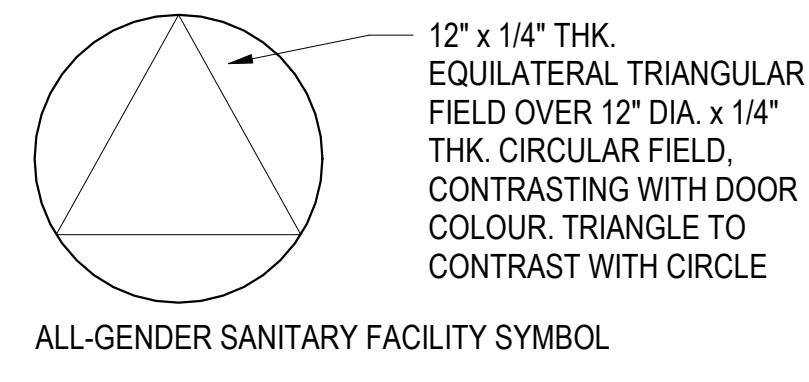 12" x 1/4" THK.
EQUILATERAL TRIANGULAR
FIELD OVER 12" DIA. x 1/4"
THK. CIRCULAR FIELD,
CONTRASTING WITH DOOR
COLOUR. TRIANGLE TO
CONTRAST WITH CIRCLE
ALL-GENDER SANITARY FACILITY SYMBOL